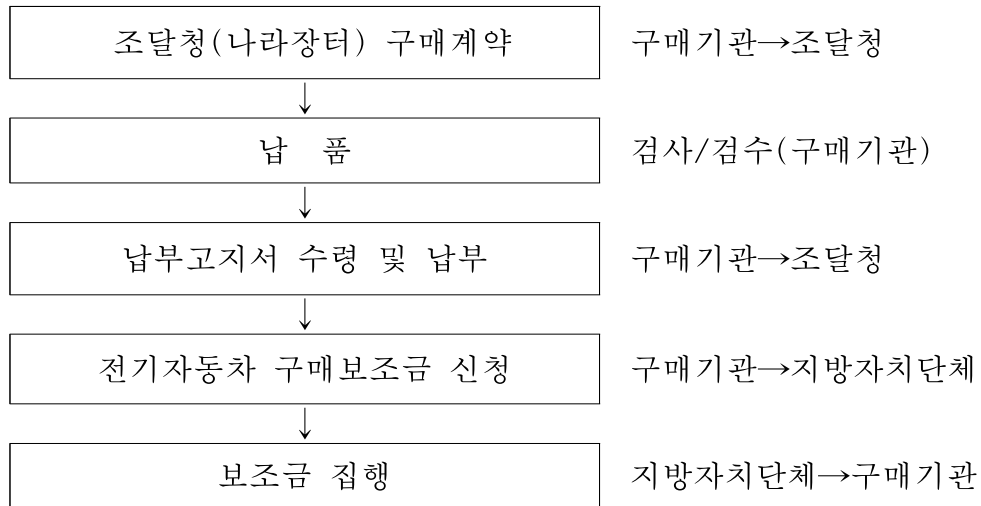 조달청(나라장터) 구매계약 구매기관→조달청
↓
납 품 검사/검수(구매기관)
↓
납부고지서 수령 및 납부 구매기관→조달청
↓
전기자동차 구매보조금 신청 구매기관→지방자치단체
↓
보조금 집행 지방자치단체→구매기관